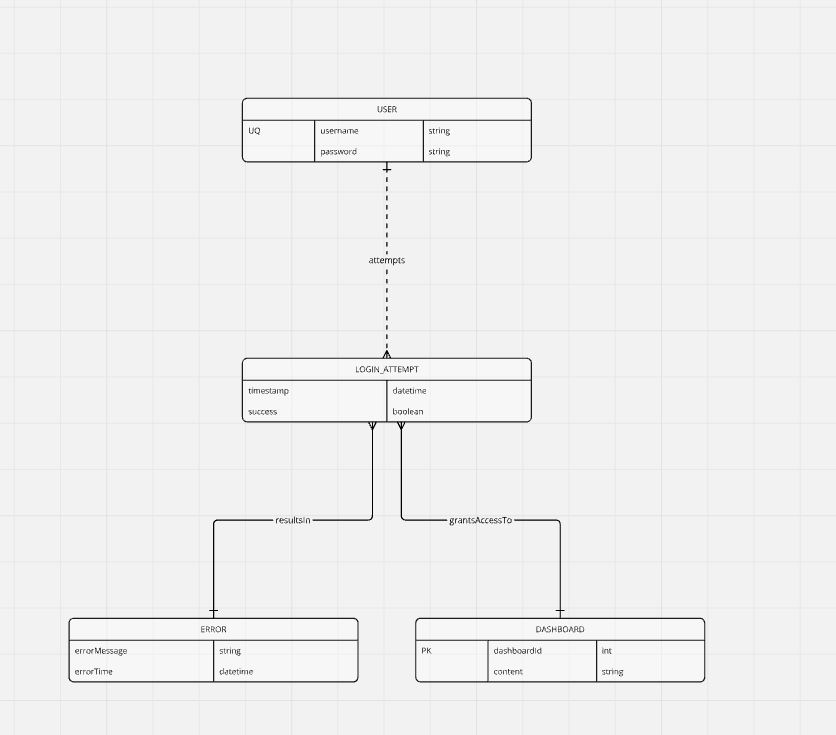 USER
UQ username string
password string
attempts
LOGIN_ATTEMPT
timestamp datetime
success boolean
resultsIn grantsAccessTo
ERROR DASHBOARD
errorMessage string PK dashboardId int
errorTime datetime content string